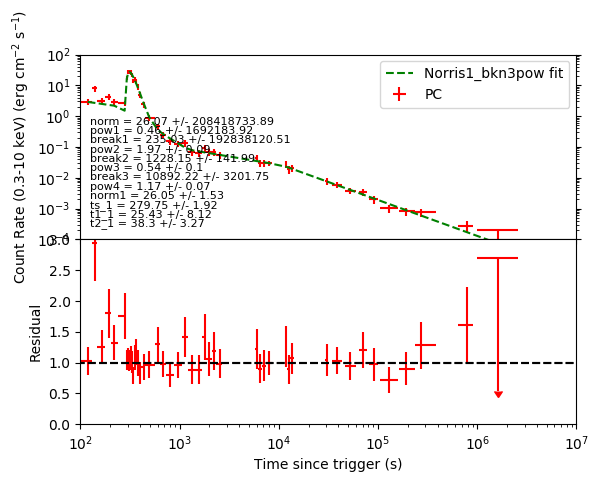 Norris1_bkn3pow fit
PC
Count Rate (0.3-10 keV) (erg cm−2 s−1)
10^2
10^1
10^0
10^−1
10^−2
10^−3
10^−4
norm = 26.07 +/- 208418733.89
pow1 = 0.46 +/- 1692183.92
break1 = 235.03 +/- 192838120.51
pow2 = 1.97 +/- 0.09
break2 = 1228.15 +/- 141.99
pow3 = 0.54 +/- 0.1
break3 = 10892.22 +/- 3201.75
pow4 = 1.17 +/- 0.07
norm1 = 26.05 +/- 1.53
ts_1 = 279.75 +/- 1.92
t1_1 = 25.43 +/- 8.12
t2_1 = 38.3 +/- 3.27
Residual
3.0
2.5
2.0
1.5
1.0
0.5
0.0
10^2 10^3 10^4 10^5 10^6 10^7
Time since trigger (s)